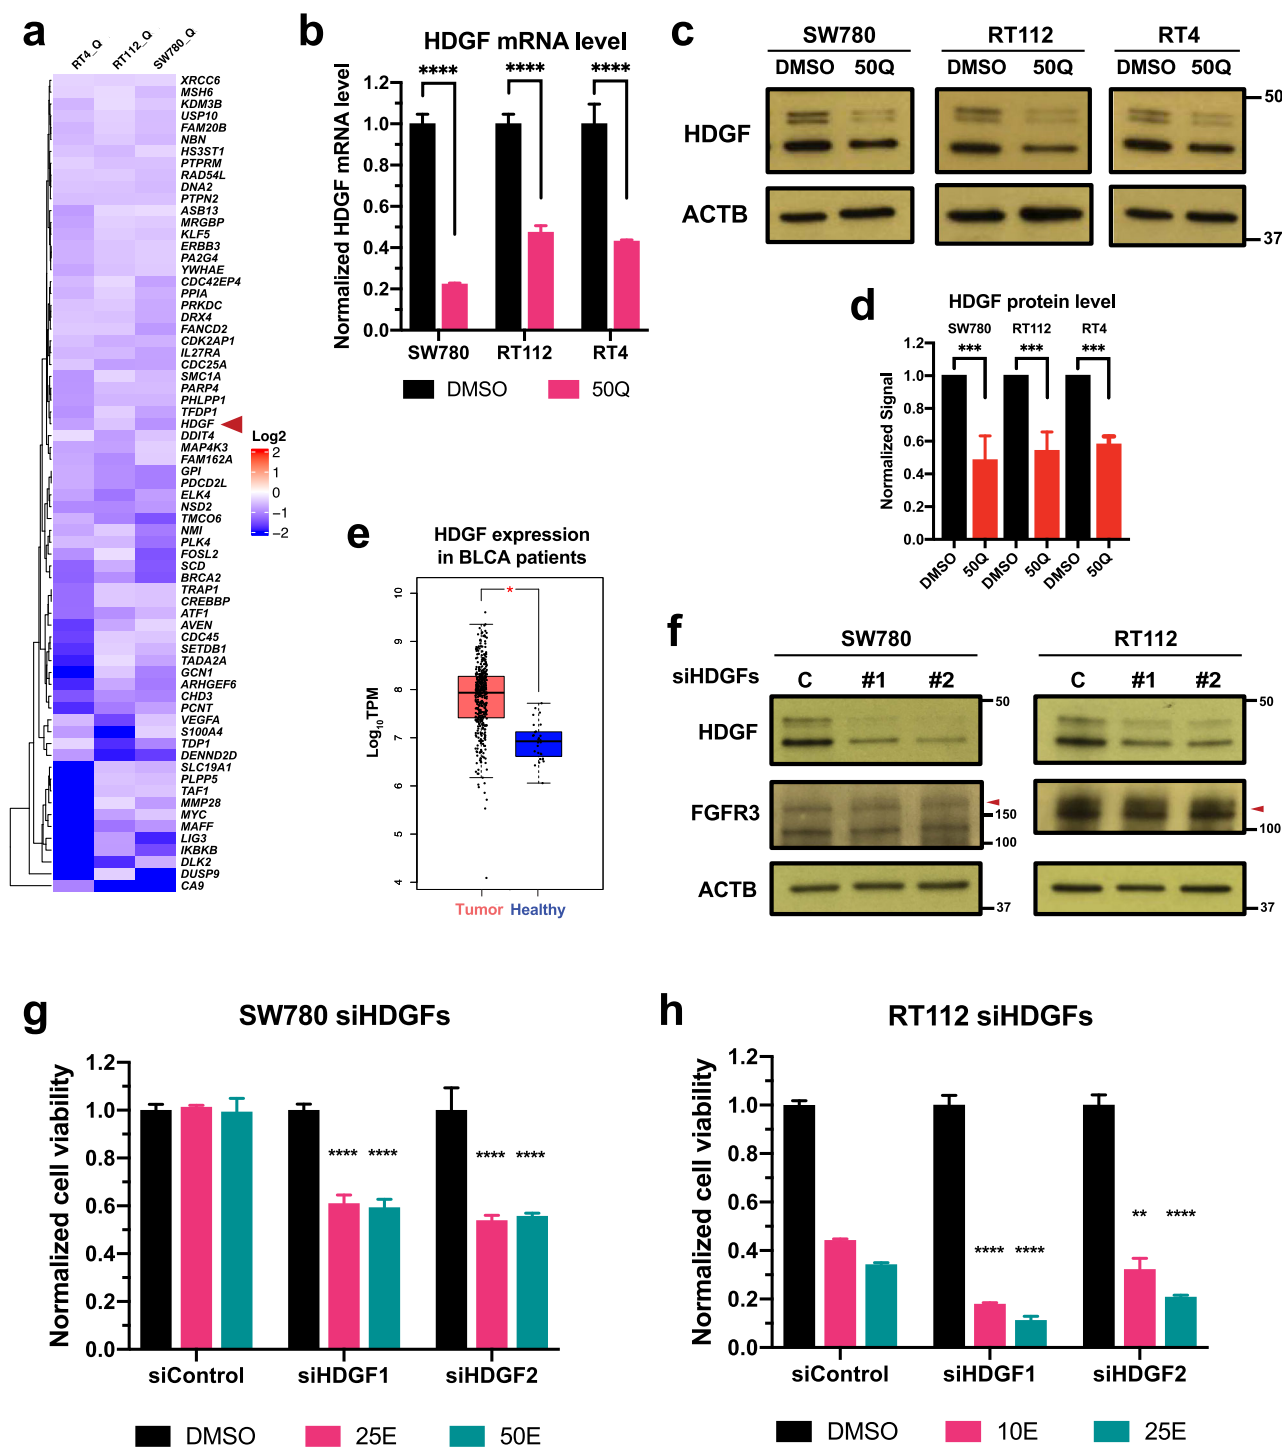 a
RT4_Q
RT112_Q
SW780_Q
XRCC6
MSH6
KDM3B
USP10
FAM20B
NBN
HS3ST1
PTPRM
RAD54L
DNA2
PTPN2
ASB13
MRGBP
KLF5
ERBB3
PA2G4
YWHAE
CDC42EP4
PPIA
PRKDC
DRX4
FANCD2
CDK2AP1
IL27RA
CDC25A
SMC1A
PARP4
PHLPP1
TFDP1
HDGF
DDIT4
MAP4K3
FAM162A
GPI
PDCD2L
ELK4
NSD2
TMCO6
NMI
PLK4
FOSL2
SCD
BRCA2
TRAP1
CREBBP
ATF1
AVEN
CDC45
SETDB1
TADA2A
GCN1
ARHGEF6
CHD3
PCNT
VEGFA
S100A4
TDP1
DENND2D
SLC19A1
PLPP5
TAF1
MMP28
MYC
MAFF
LIG3
IKBKB
DLK2
DUSP9
CA9
Log2
2
1
0
−1
−2
b
HDGF mRNA level
Normalized HDGF mRNA level
1.2
1.0
0.8
0.6
0.4
0.2
0.0
**** **** ****
SW780 RT112 RT4
DMSO 50Q
c
SW780 RT112 RT4
DMSO 50Q DMSO 50Q DMSO 50Q
HDGF
50
ACTB
37
d
HDGF protein level
SW780 RT112 RT4
*** *** ***
Normalized Signal
1.2
1.0
0.8
0.6
0.4
0.2
0.0
DMSO 50Q DMSO 50Q DMSO 50Q
e
HDGF expression
in BLCA patients
*
Log10TPM
10
9
8
7
6
5
4
Tumor Healthy
f
SW780 RT112
siHDGFs C #1 #2 C #1 #2
HDGF
50
FGFR3
150
100
100
ACTB
37
37
g
SW780 siHDGFs
Normalized cell viability
1.2
1.0
0.8
0.6
0.4
0.2
0.0
**** **** **** ****
siControl siHDGF1 siHDGF2
DMSO 25E 50E
h
RT112 siHDGFs
Normalized cell viability
1.2
1.0
0.8
0.6
0.4
0.2
0.0
**** **** ** ****
siControl siHDGF1 siHDGF2
DMSO 10E 25E